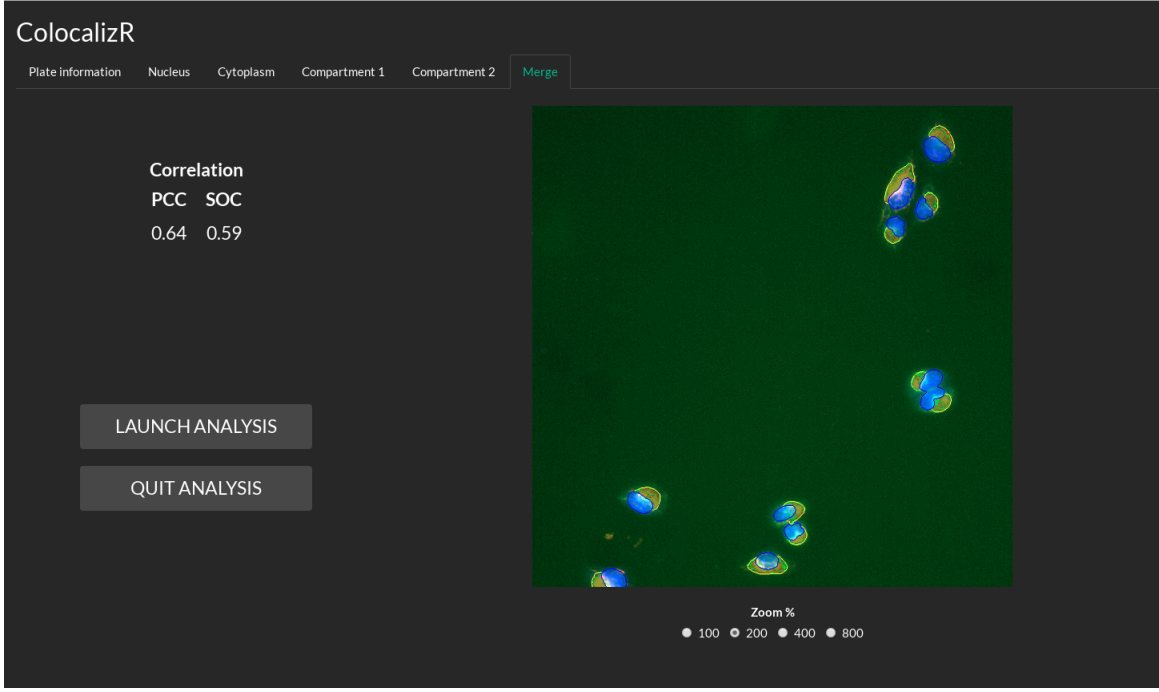 ColocalizR
Plate information Nucleus Cytoplasm Compartment 1 Compartment 2 Merge
Correlation
PCC SOC
0.64 0.59
LAUNCH ANALYSIS
QUIT ANALYSIS
Zoom %
100 200 400 800